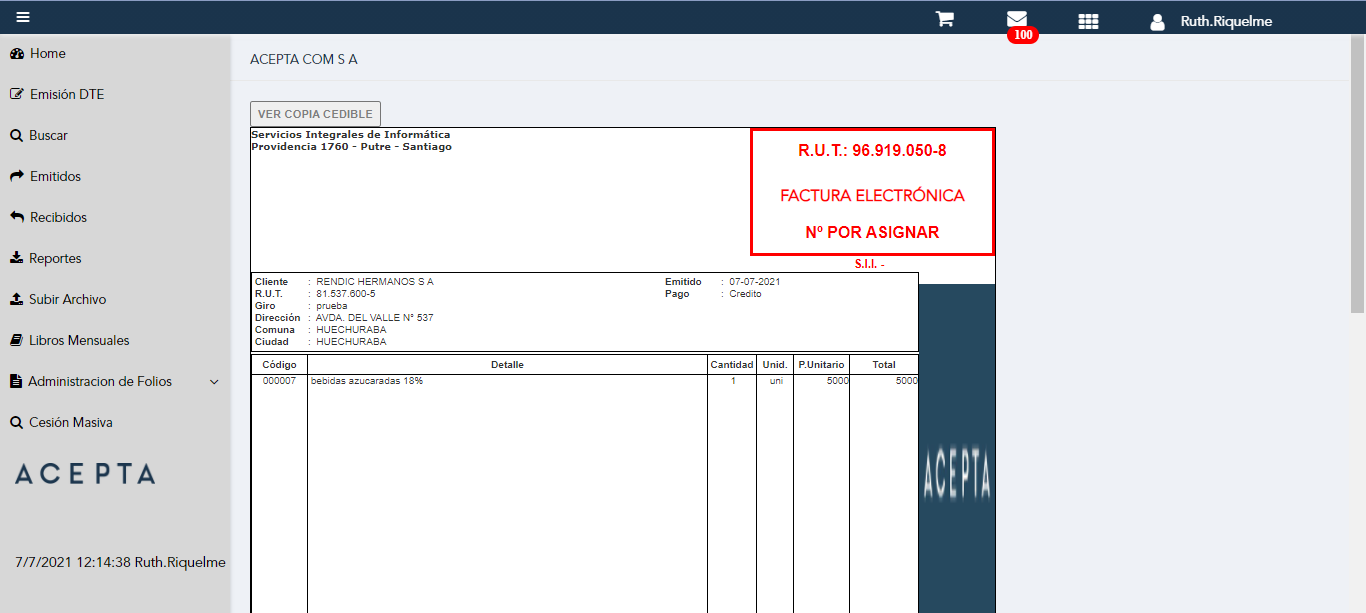 Ruth.Riquelme
100
Home
Emisión DTE
Buscar
Emitidos
Recibidos
Reportes
Subir Archivo
Libros Mensuales
Administracion de Folios
Cesión Masiva
ACEPTA
7/7/2021 12:14:38 Ruth.Riquelme
ACEPTA COM S A
VER COPIA CEDIBLE
Servicios Integrales de Informática
Providencia 1760 - Putre - Santiago
R.U.T.: 96.919.050-8
FACTURA ELECTRÓNICA
Nº POR ASIGNAR
S.I.I. -
Cliente : RENDIC HERMANOS S A Emitido : 07-07-2021
R.U.T. : 81.537.600-5 Pago : Credito
Giro : prueba
Dirección : AVDA. DEL VALLE N° 537
Comuna : HUECHURABA
Ciudad : HUECHURABA
Código Detalle Cantidad Unid. P.Unitario Total
000007 bebidas azucaradas 18% 1 uni 5000 5000
ACEPTA